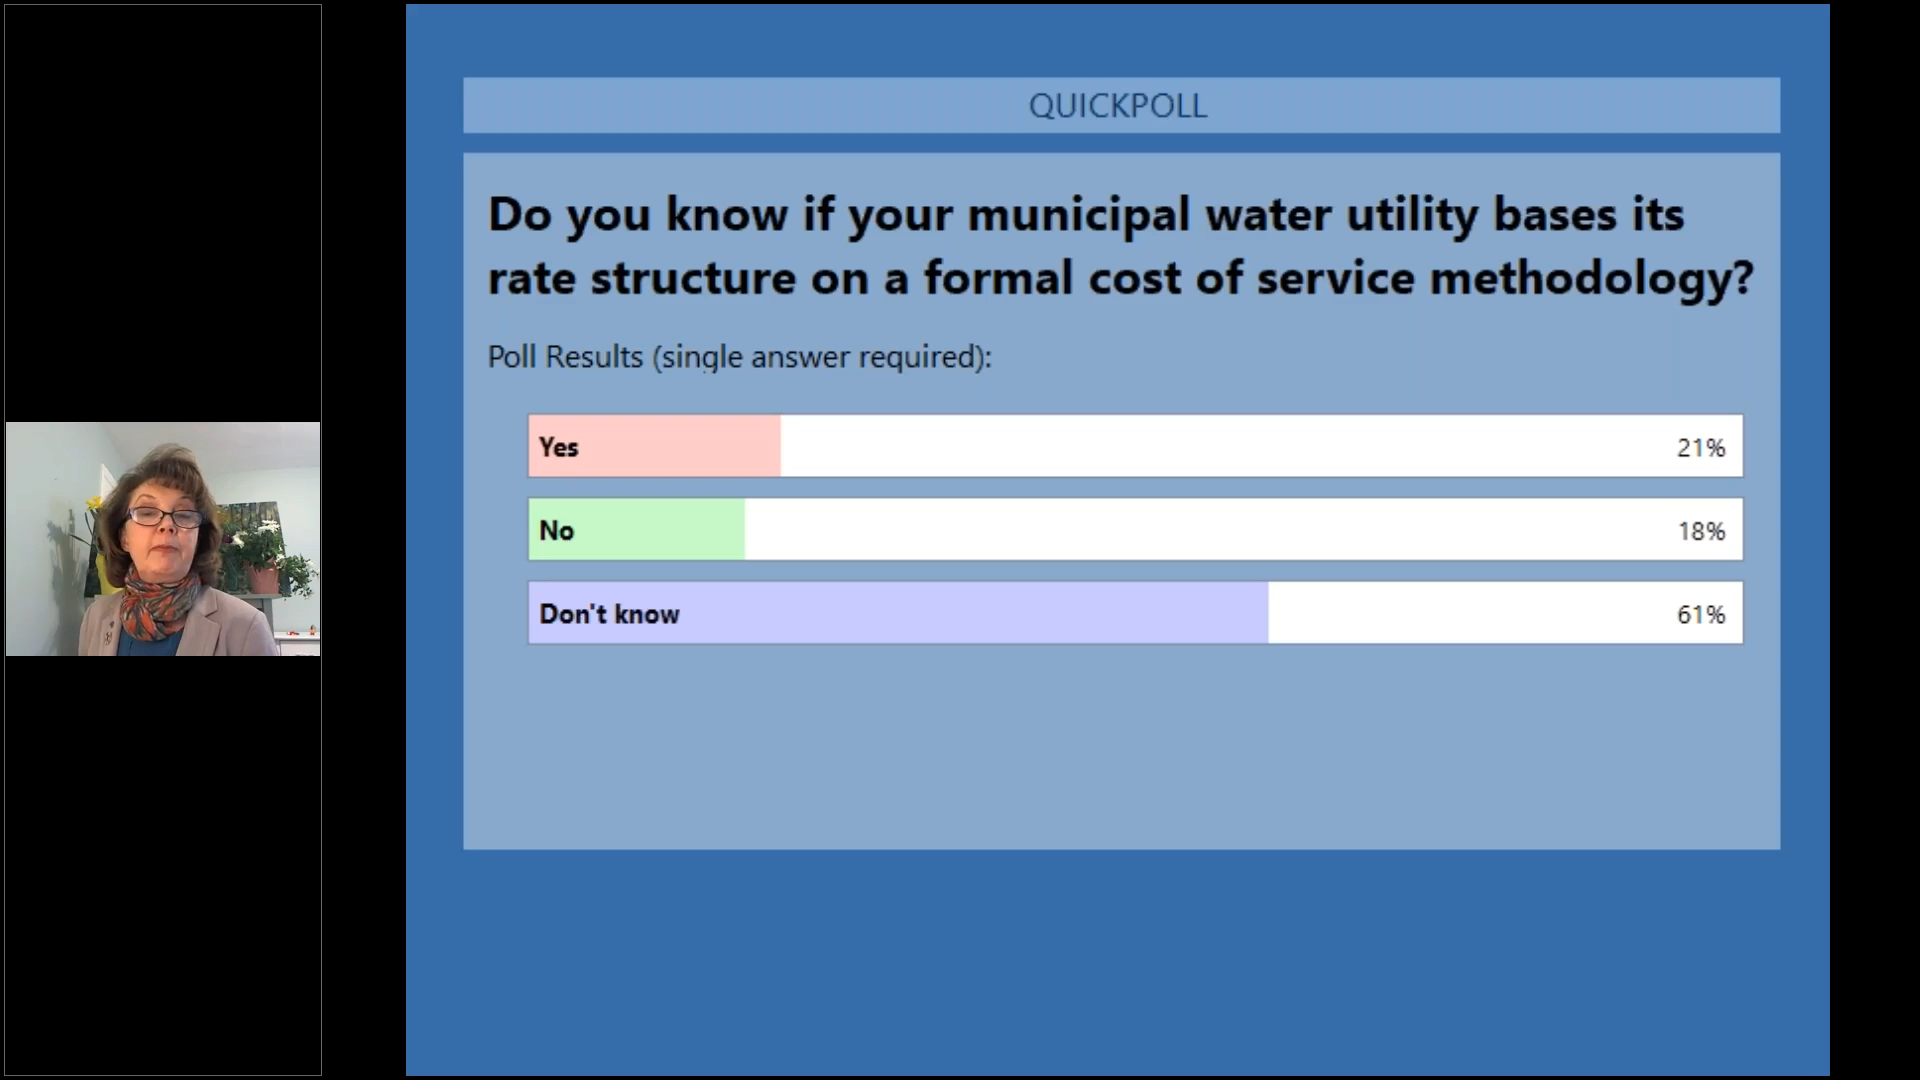 QUICKPOLL
Do you know if your municipal water utility bases its
rate structure on a formal cost of service methodology?
Poll Results (single answer required):
Yes 21%
No 18%
Don't know 61%